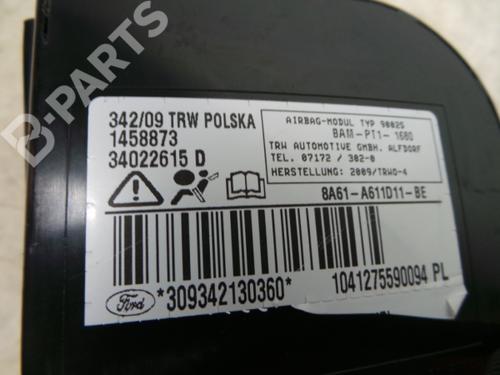 B-PARTS
342/09 TRW POLSKA
1458873
34022615 D
AIRBAG-MODUL TYP 90025
BAM-PT1-1680
TRW AUTOMOTIVE GMBH. ALFDORF
TEL. 07172 / 302-0
HERSTELLUNG: 2009/TRWO-4
8A61-A611D11-BE
Ford
*309342130360*
1041275590094 PL